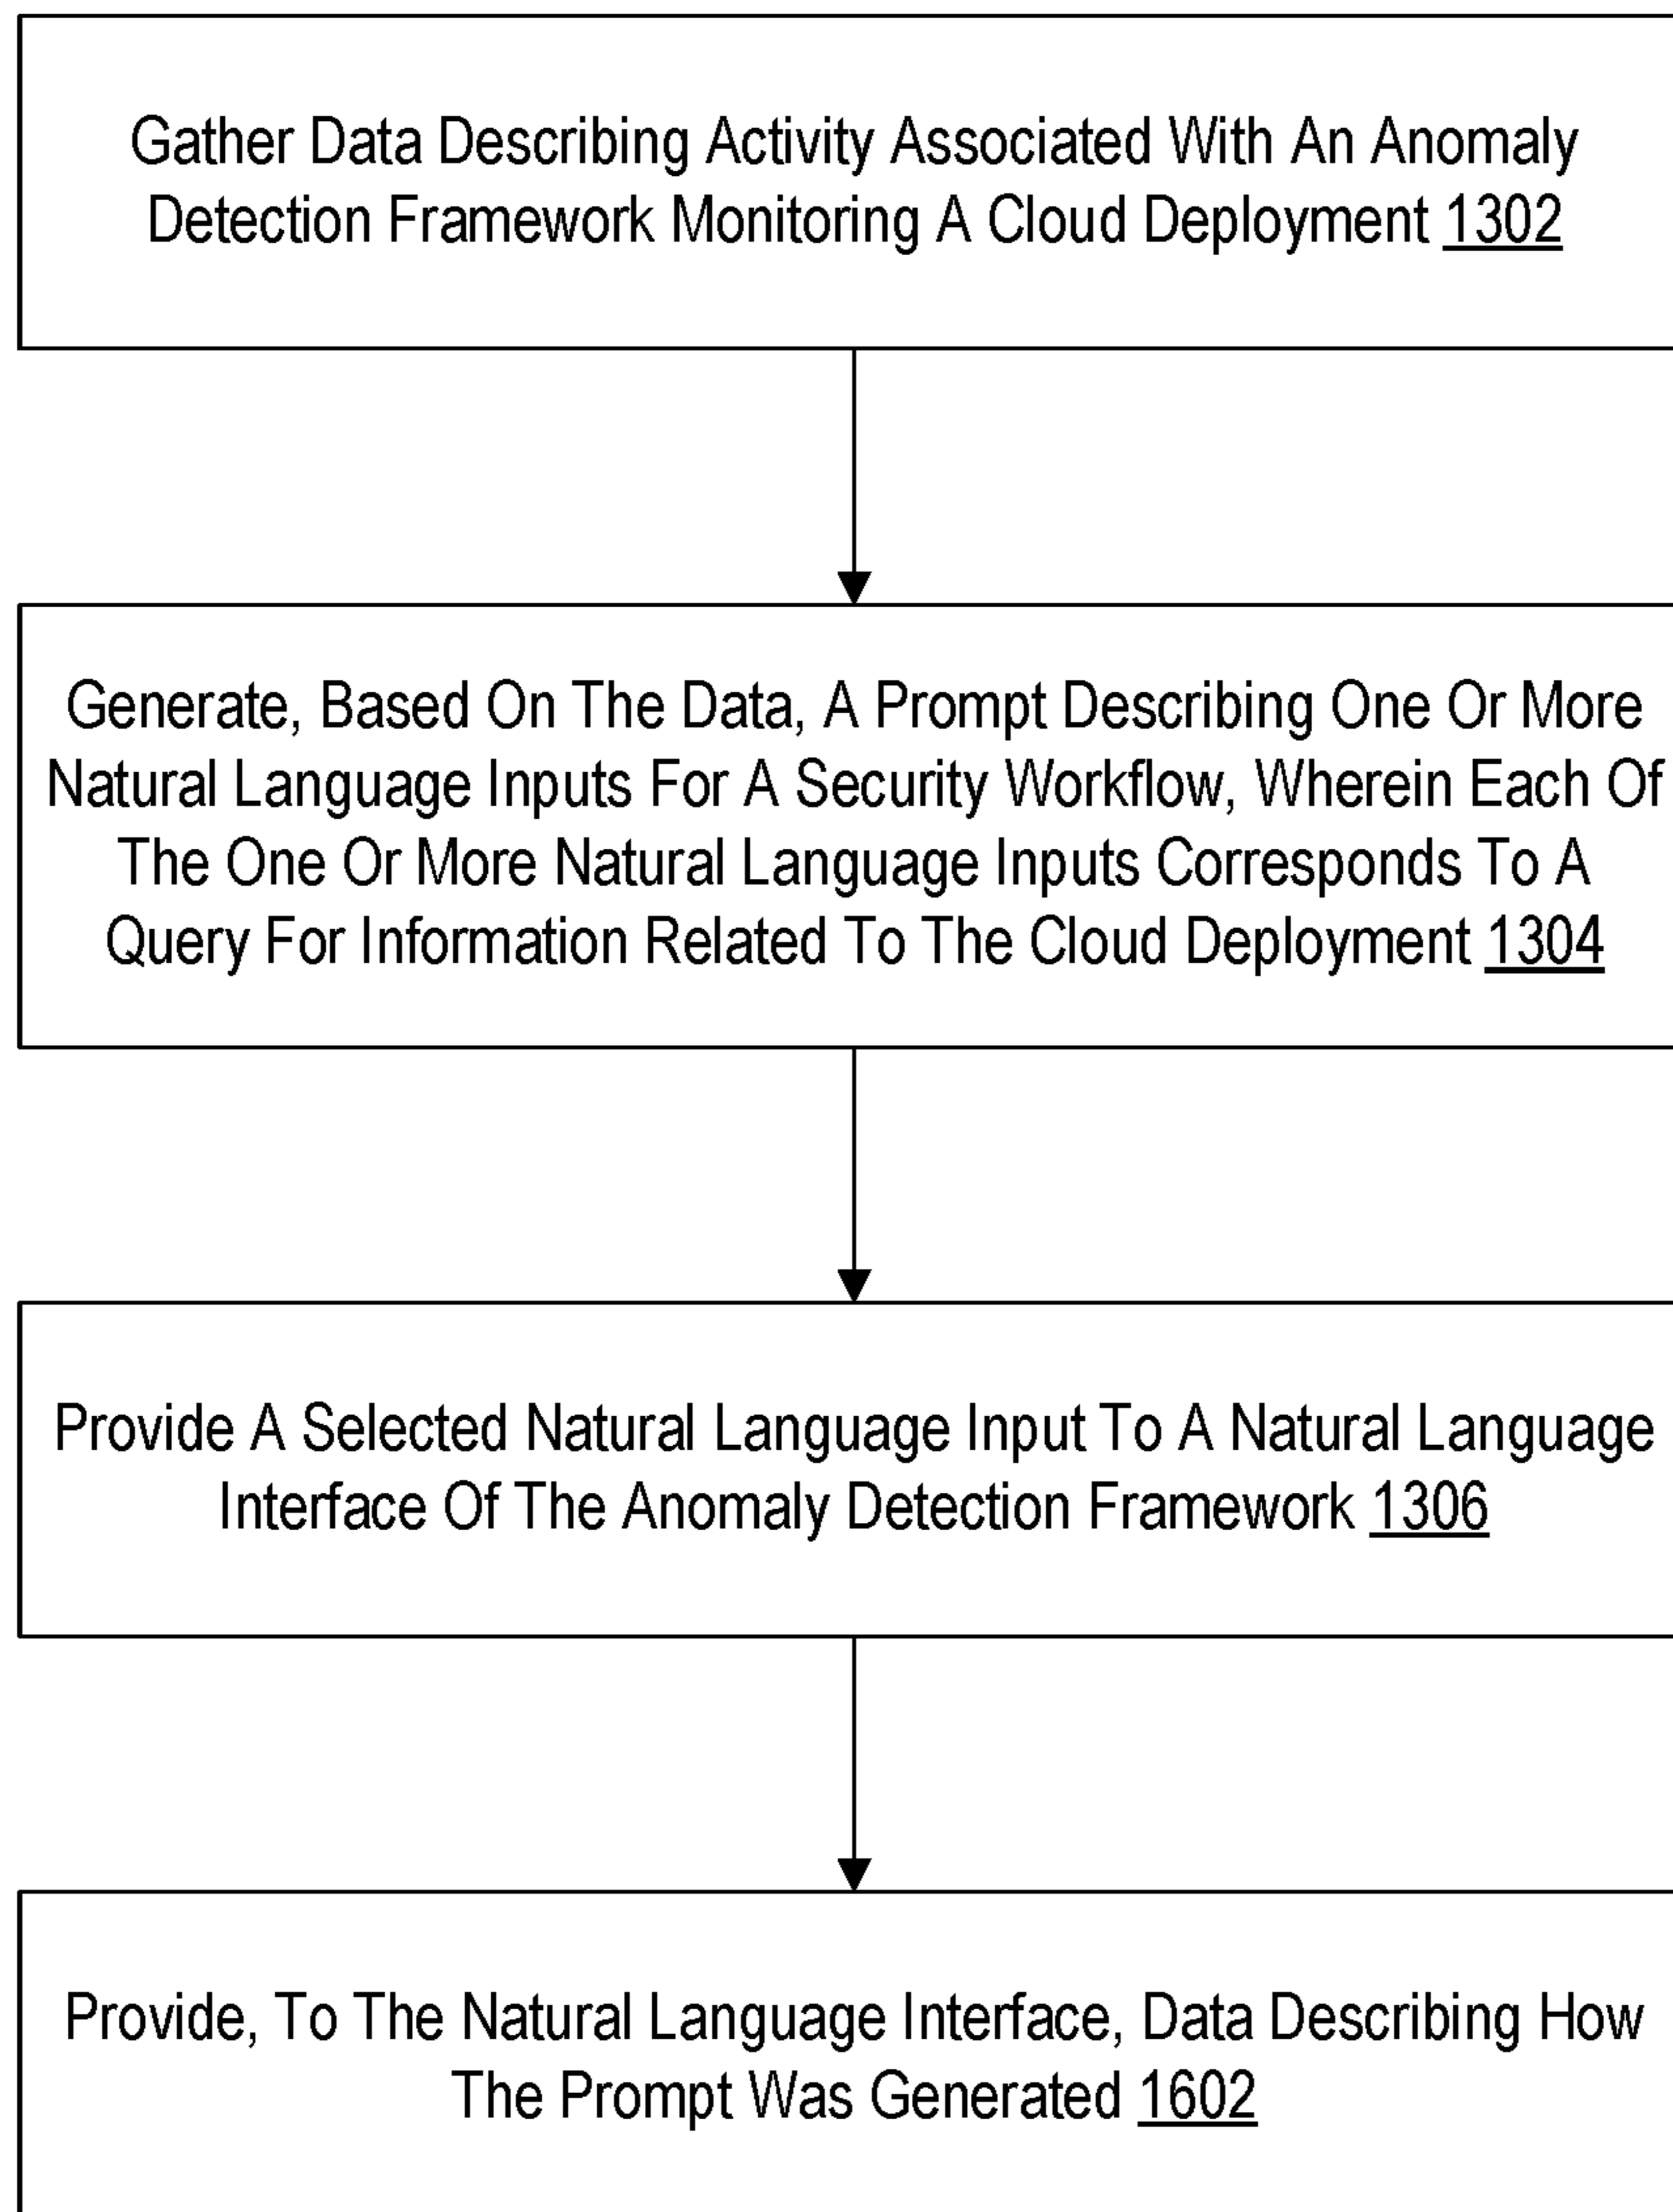 Gather Data Describing Activity Associated With An Anomaly
Detection Framework Monitoring A Cloud Deployment 1302
Generate, Based On The Data, A Prompt Describing One Or More
Natural Language Inputs For A Security Workflow, Wherein Each Of
The One Or More Natural Language Inputs Corresponds To A
Query For Information Related To The Cloud Deployment 1304
Provide A Selected Natural Language Input To A Natural Language
Interface Of The Anomaly Detection Framework 1306
Provide, To The Natural Language Interface, Data Describing How
The Prompt Was Generated 1602